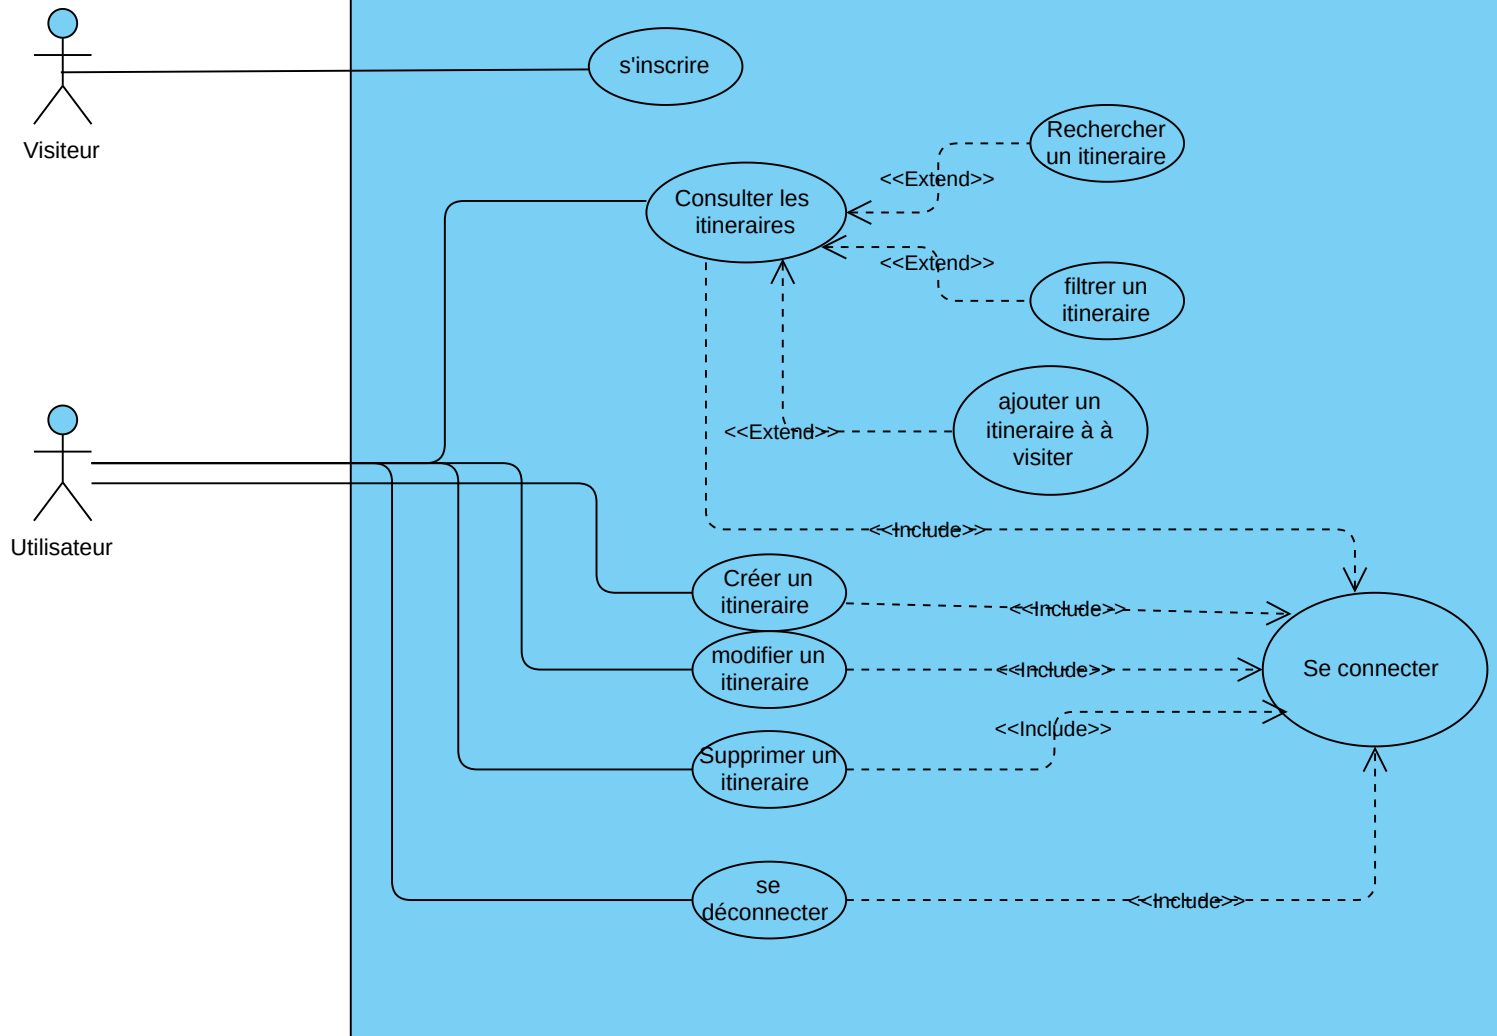 s'inscrire
Visiteur
Rechercher
un itineraire
<<Extend>>
Consulter les
itineraires
<<Extend>>
filtrer un
itineraire
ajouter un
itineraire à à
visiter
<<Extend>>
Utilisateur
<<Include>>
Créer un
itineraire
<<Include>>
modifier un
itineraire
<<Include>>
Se connecter
<<Include>>
Supprimer un
itineraire
se
déconnecter
<<Include>>